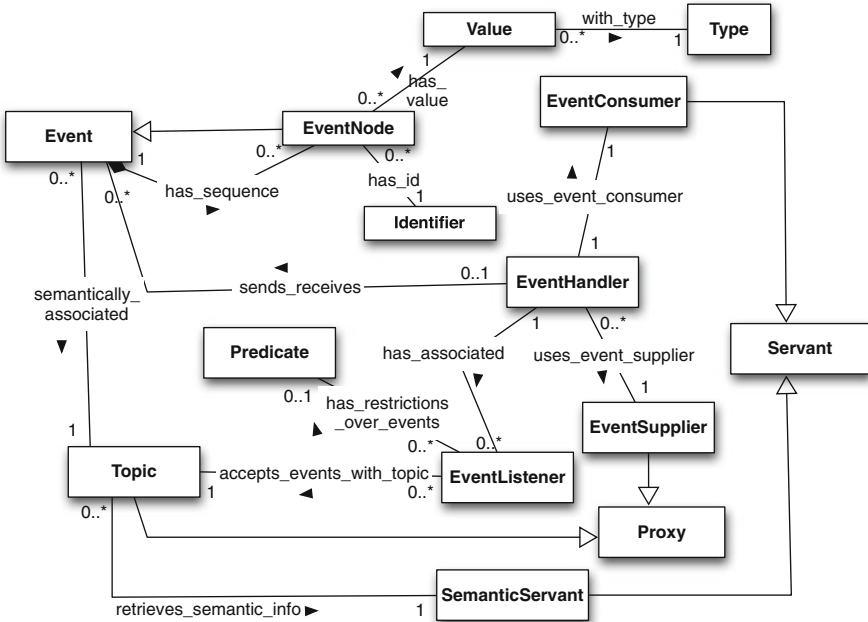 Value
with_type
0..*
1
Type
1
has_
value
0..*
EventConsumer
Event
EventNode
1
0..*
0..*
1
0..*
0..*
has_sequence
has_id
1
Identifier
uses_event_consumer
1
0..1
sends_receives
EventHandler
semantically_
associated
1
0..*
Predicate
has_associated
uses_event_supplier
Servant
0..1
has_restrictions
_over_events
1
EventSupplier
1
0..*
0..*
Topic
accepts_events_with_topic
EventListener
1
0..*
0..*
Proxy
SemanticServant
retrieves_semantic_info
1